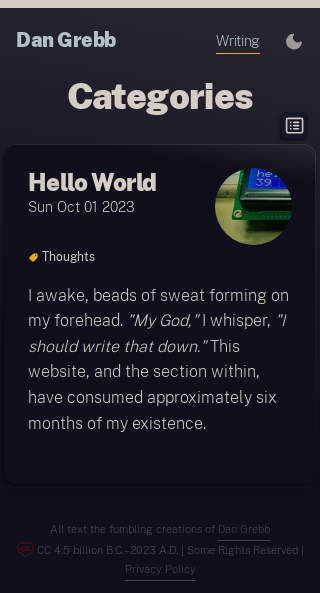 Dan Grebb
Writing
Categories
Hello World
Sun Oct 01 2023
he
39
Thoughts
I awake, beads of sweat forming on
my forehead. "My God," I whisper, "I
should write that down." This
website, and the section within,
have consumed approximately six
months of my existence.
All text the fumbling creations of Dan Grebb
CC 4.5 billion B.C.–2023 A.D. | Some Rights Reserved |
Privacy Policy